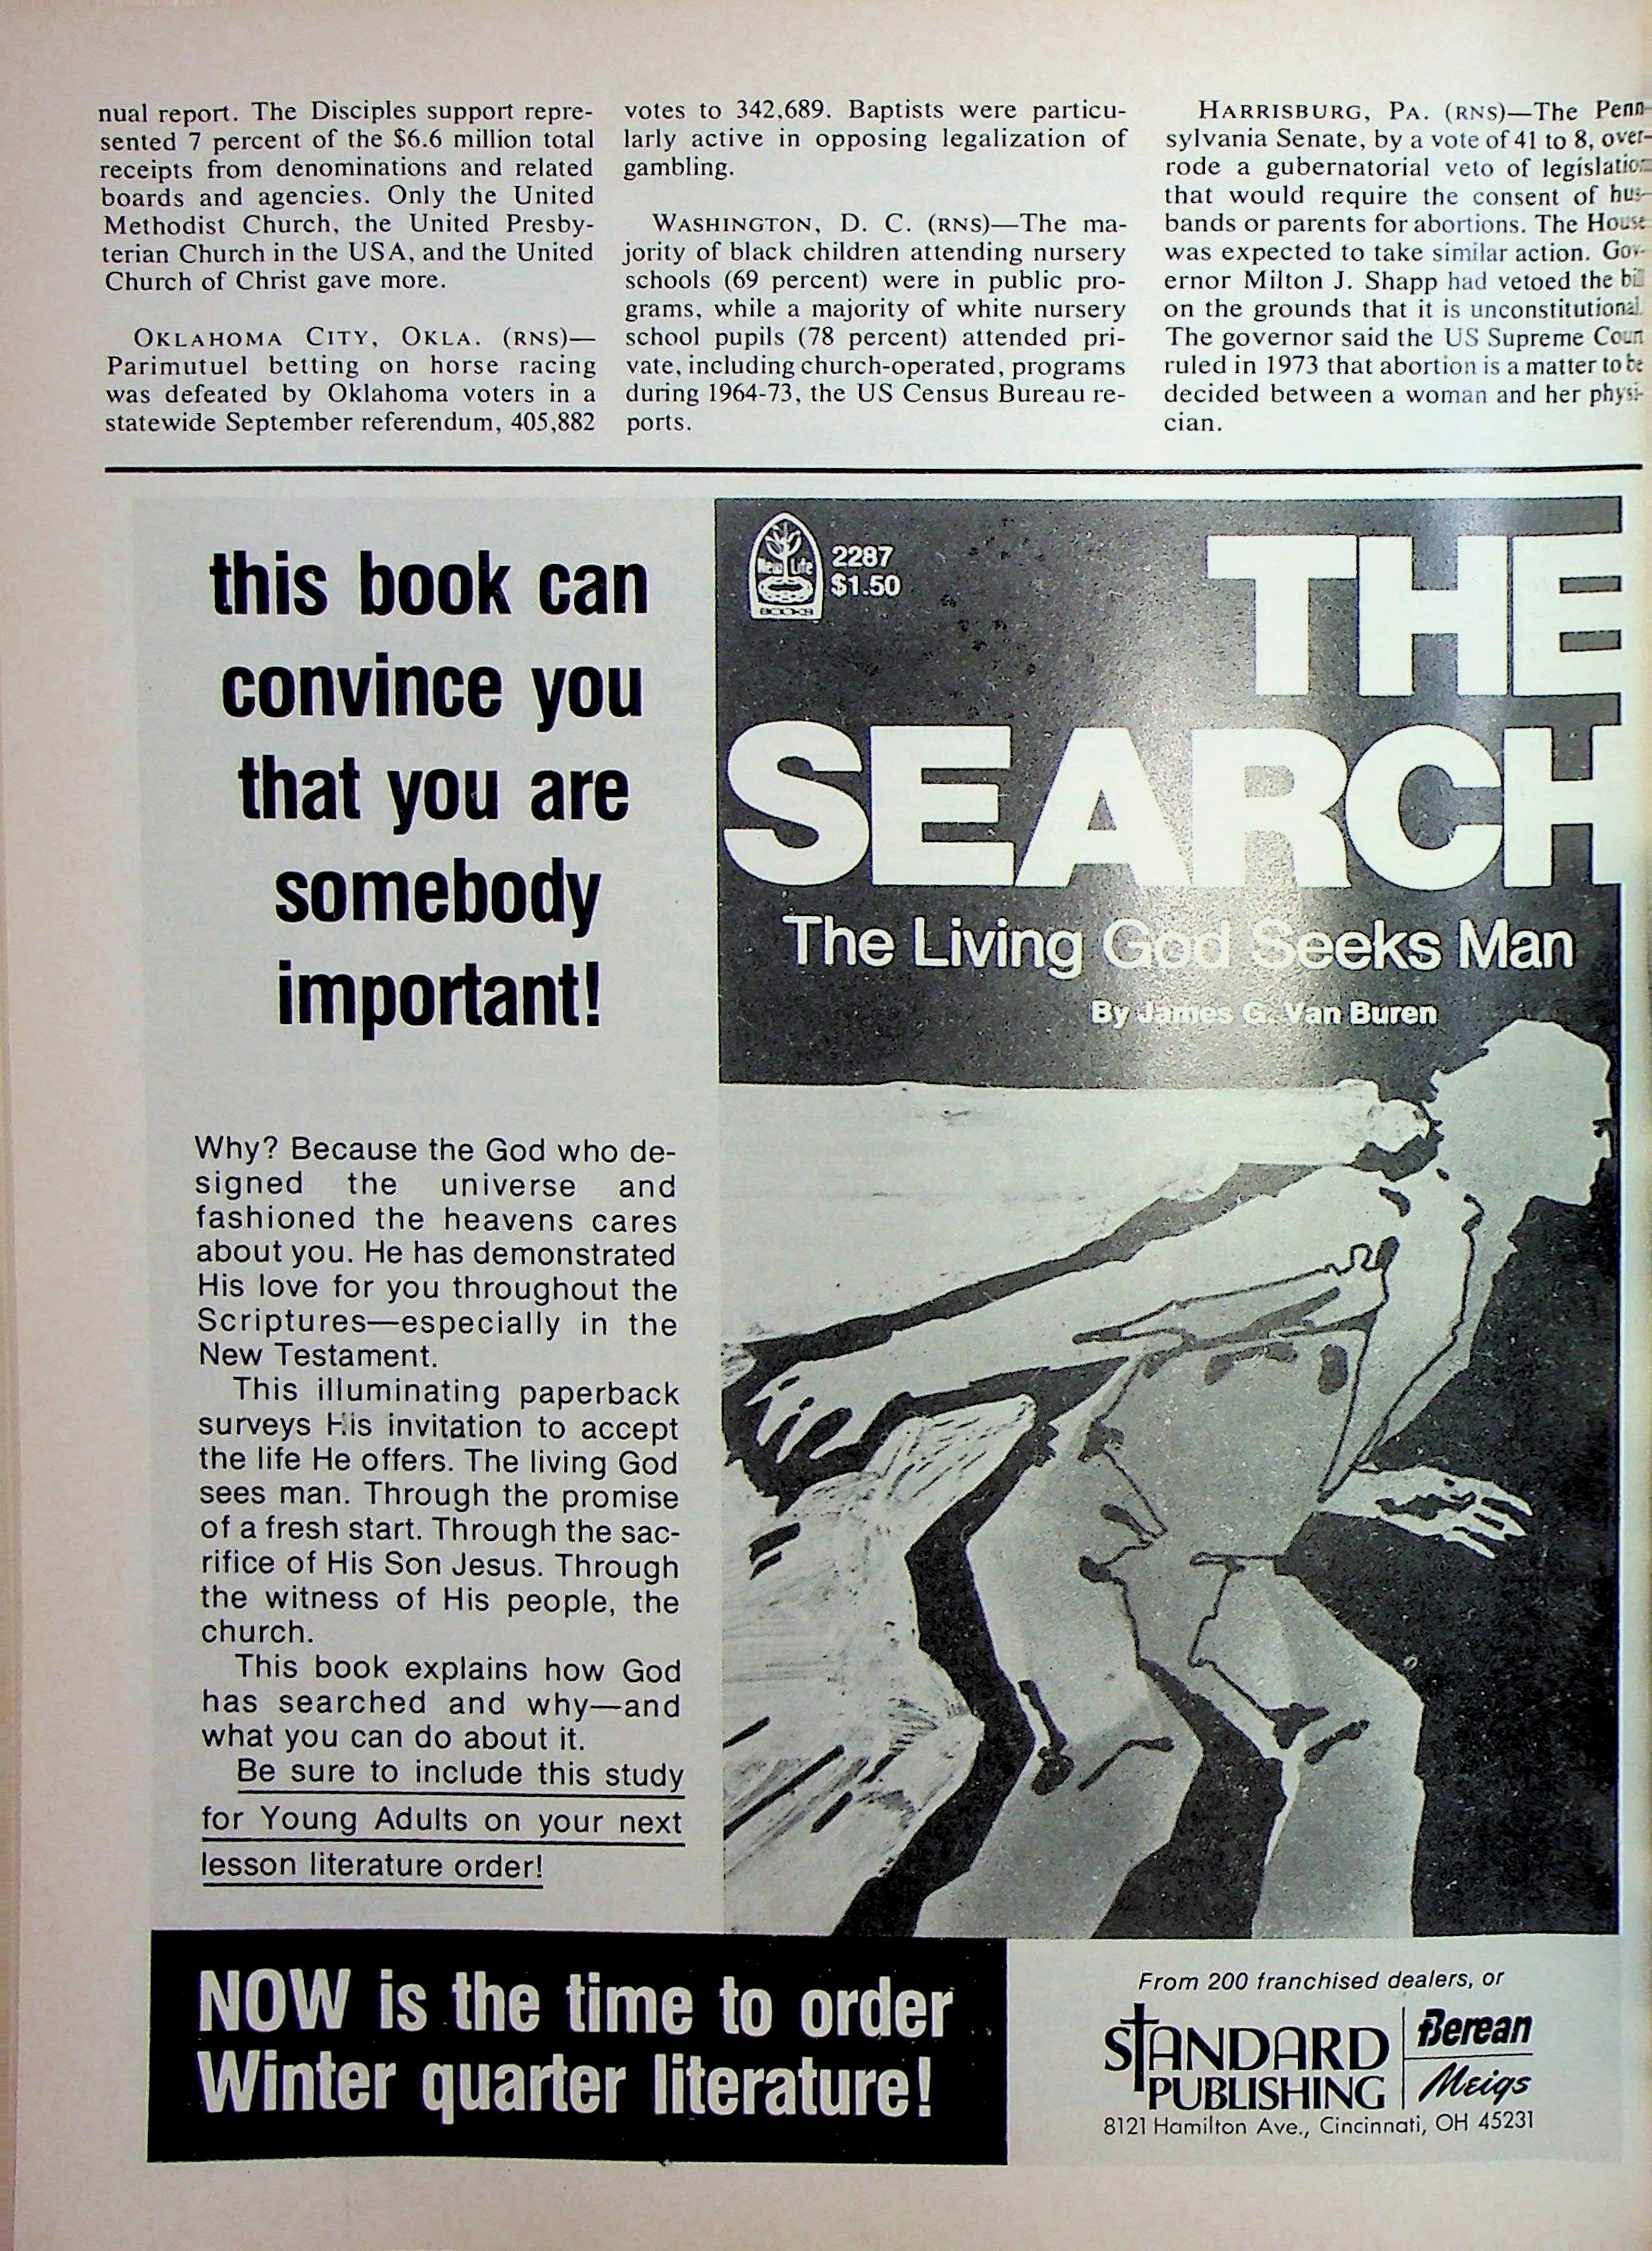 nual report. The Disciples support repre-
sented 7 percent of the $6.6 million total
receipts from denominations and related
boards and agencies. Only the United
Methodist Church, the United Presby-
terian Church in the USA, and the United
Church of Christ gave more.
OKLAHOMA CITY, OKLA. (RNS)—
Parimutuel betting on horse racing
was defeated by Oklahoma voters in a
statewide September referendum, 405,882
votes to 342,689. Baptists were particu-
larly active in opposing legalization of
gambling.
WASHINGTON, D. C. (RNS)—The ma-
jority of black children attending nursery
schools (69 percent) were in public pro-
grams, while a majority of white nursery
school pupils (78 percent) attended pri-
vate, including church-operated, programs
during 1964-73, the US Census Bureau re-
ports.
HARRISBURG, PA. (RNS)—The Penn-
sylvania Senate, by a vote of 41 to 8, over-
rode a gubernatorial veto of legislation
that would require the consent of hus-
bands or parents for abortions. The House
was expected to take similar action. Gov-
ernor Milton J. Shapp had vetoed the bill
on the grounds that it is unconstitutional.
The governor said the US Supreme Court
ruled in 1973 that abortion is a matter to be
decided between a woman and her physi-
cian.
this book can
convince you
that you are
somebody
important!
Why? Because the God who de-
signed the universe and
fashioned the heavens cares
about you. He has demonstrated
His love for you throughout the
Scriptures—especially in the
New Testament.
This illuminating paperback
surveys His invitation to accept
the life He offers. The living God
sees man. Through the promise
of a fresh start. Through the sac-
rifice of His Son Jesus. Through
the witness of His people, the
church.
This book explains how God
has searched and why—and
what you can do about it.
Be sure to include this study
for Young Adults on your next
lesson literature order!
New Life
BOOKS
2287
$1.50
THE
SEARCH
The Living God Seeks Man
By James G. Van Buren
NOW is the time to order
Winter quarter literature!
From 200 franchised dealers, or
STANDARD
PUBLISHING
Berean
Meigs
8121 Hamilton Ave., Cincinnati, OH 45231